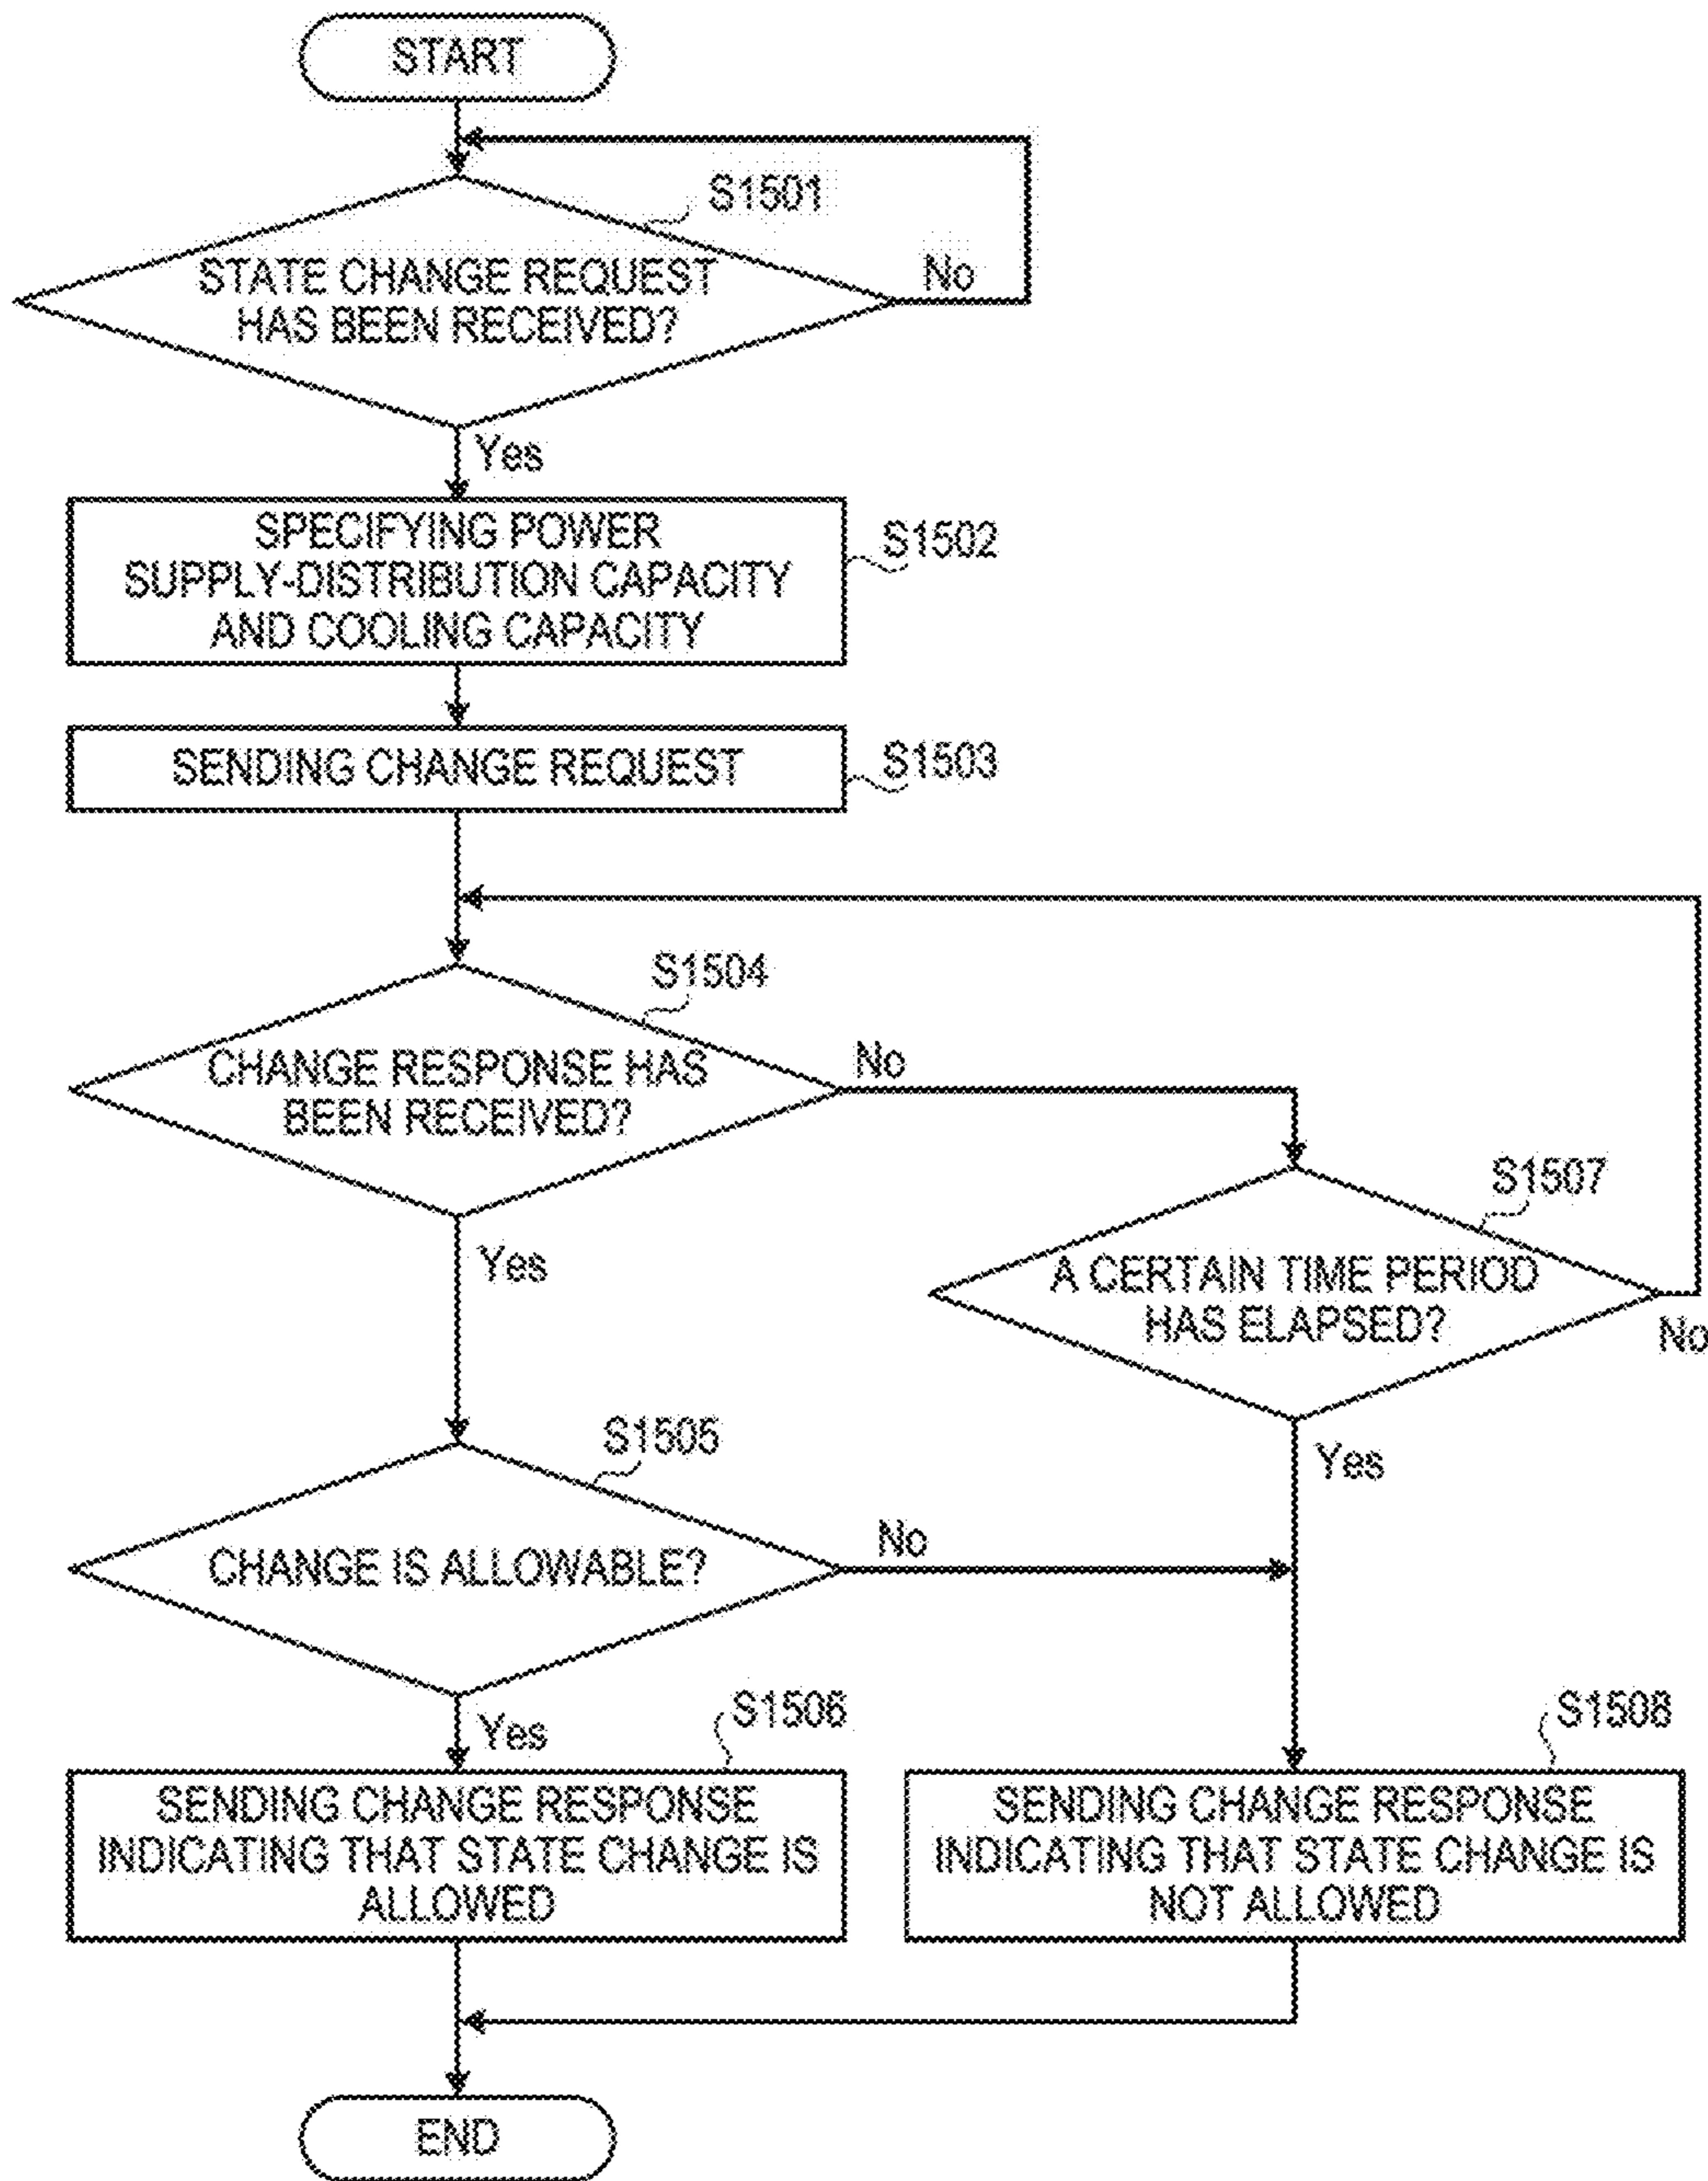 START
S1501
STATE CHANGE REQUEST
HAS BEEN RECEIVED?
No
Yes
SPECIFYING POWER
SUPPLY-DISTRIBUTION CAPACITY
AND COOLING CAPACITY
S1502
SENDING CHANGE REQUEST
S1503
S1504
CHANGE RESPONSE HAS
BEEN RECEIVED?
No
Yes
S1507
A CERTAIN TIME PERIOD
HAS ELAPSED?
No
Yes
S1505
CHANGE IS ALLOWABLE?
No
Yes
S1506
SENDING CHANGE RESPONSE
INDICATING THAT STATE CHANGE IS
ALLOWED
S1508
SENDING CHANGE RESPONSE
INDICATING THAT STATE CHANGE IS
NOT ALLOWED
END